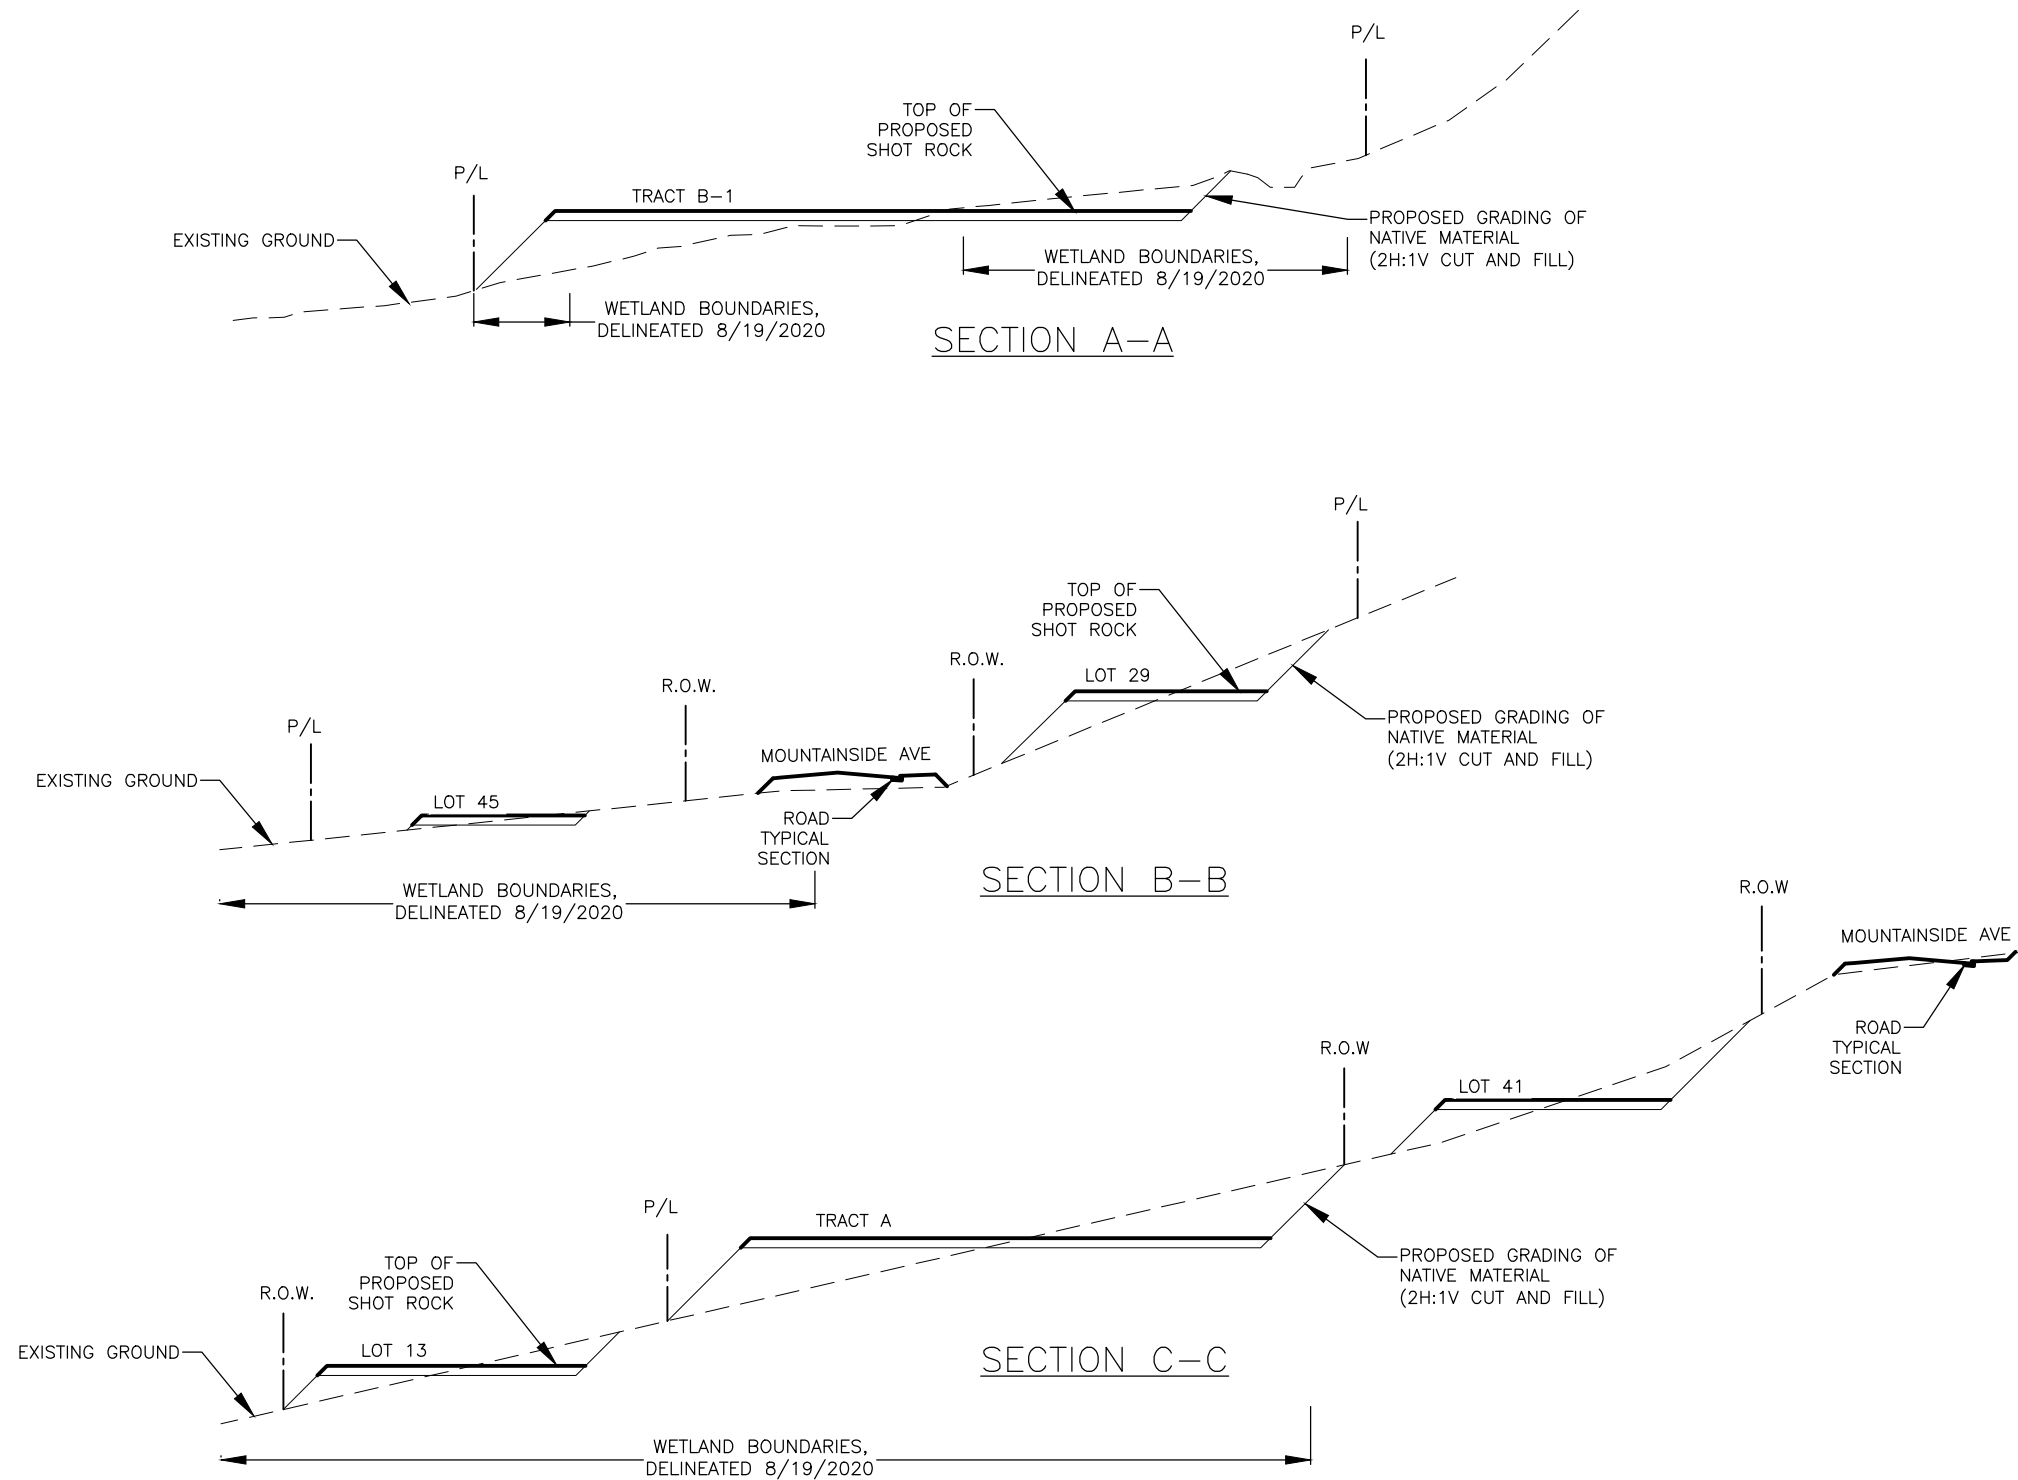 P/L
TOP OF
PROPOSED
SHOT ROCK
P/L
TRACT B-1
EXISTING GROUND
PROPOSED GRADING OF
NATIVE MATERIAL
(2H:1V CUT AND FILL)
WETLAND BOUNDARIES,
DELINEATED 8/19/2020
WETLAND BOUNDARIES,
DELINEATED 8/19/2020
SECTION A-A
P/L
TOP OF
PROPOSED
SHOT ROCK
R.O.W.
LOT 29
R.O.W.
P/L
PROPOSED GRADING OF
NATIVE MATERIAL
(2H:1V CUT AND FILL)
MOUNTAINSIDE AVE
EXISTING GROUND
LOT 45
ROAD
TYPICAL
SECTION
SECTION B-B
WETLAND BOUNDARIES,
DELINEATED 8/19/2020
R.O.W
MOUNTAINSIDE AVE
ROAD
TYPICAL
SECTION
R.O.W
LOT 41
P/L
TRACT A
TOP OF
PROPOSED
SHOT ROCK
PROPOSED GRADING OF
NATIVE MATERIAL
(2H:1V CUT AND FILL)
R.O.W.
EXISTING GROUND
LOT 13
SECTION C-C
WETLAND BOUNDARIES,
DELINEATED 8/19/2020